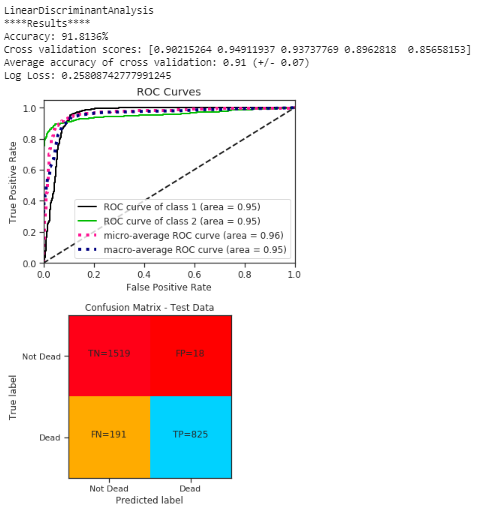 LinearDiscriminantAnalysis
****Results****
Accuracy: 91.8136%
Cross validation scores: [0.90215264 0.94911937 0.93737769 0.8962818  0.85658153]
Average accuracy of cross validation: 0.91 (+/- 0.07)
Log Loss: 0.25808742777991245
ROC Curves
True Positive Rate
1.0
0.8
0.6
0.4
0.2
0.0
ROC curve of class 1 (area = 0.95)
ROC curve of class 2 (area = 0.95)
micro-average ROC curve (area = 0.96)
macro-average ROC curve (area = 0.95)
0.0 0.2 0.4 0.6 0.8 1.0
False Positive Rate
Confusion Matrix - Test Data
True label
Not Dead
TN=1519 FP=18
Dead
FN=191 TP=825
Not Dead Dead
Predicted label